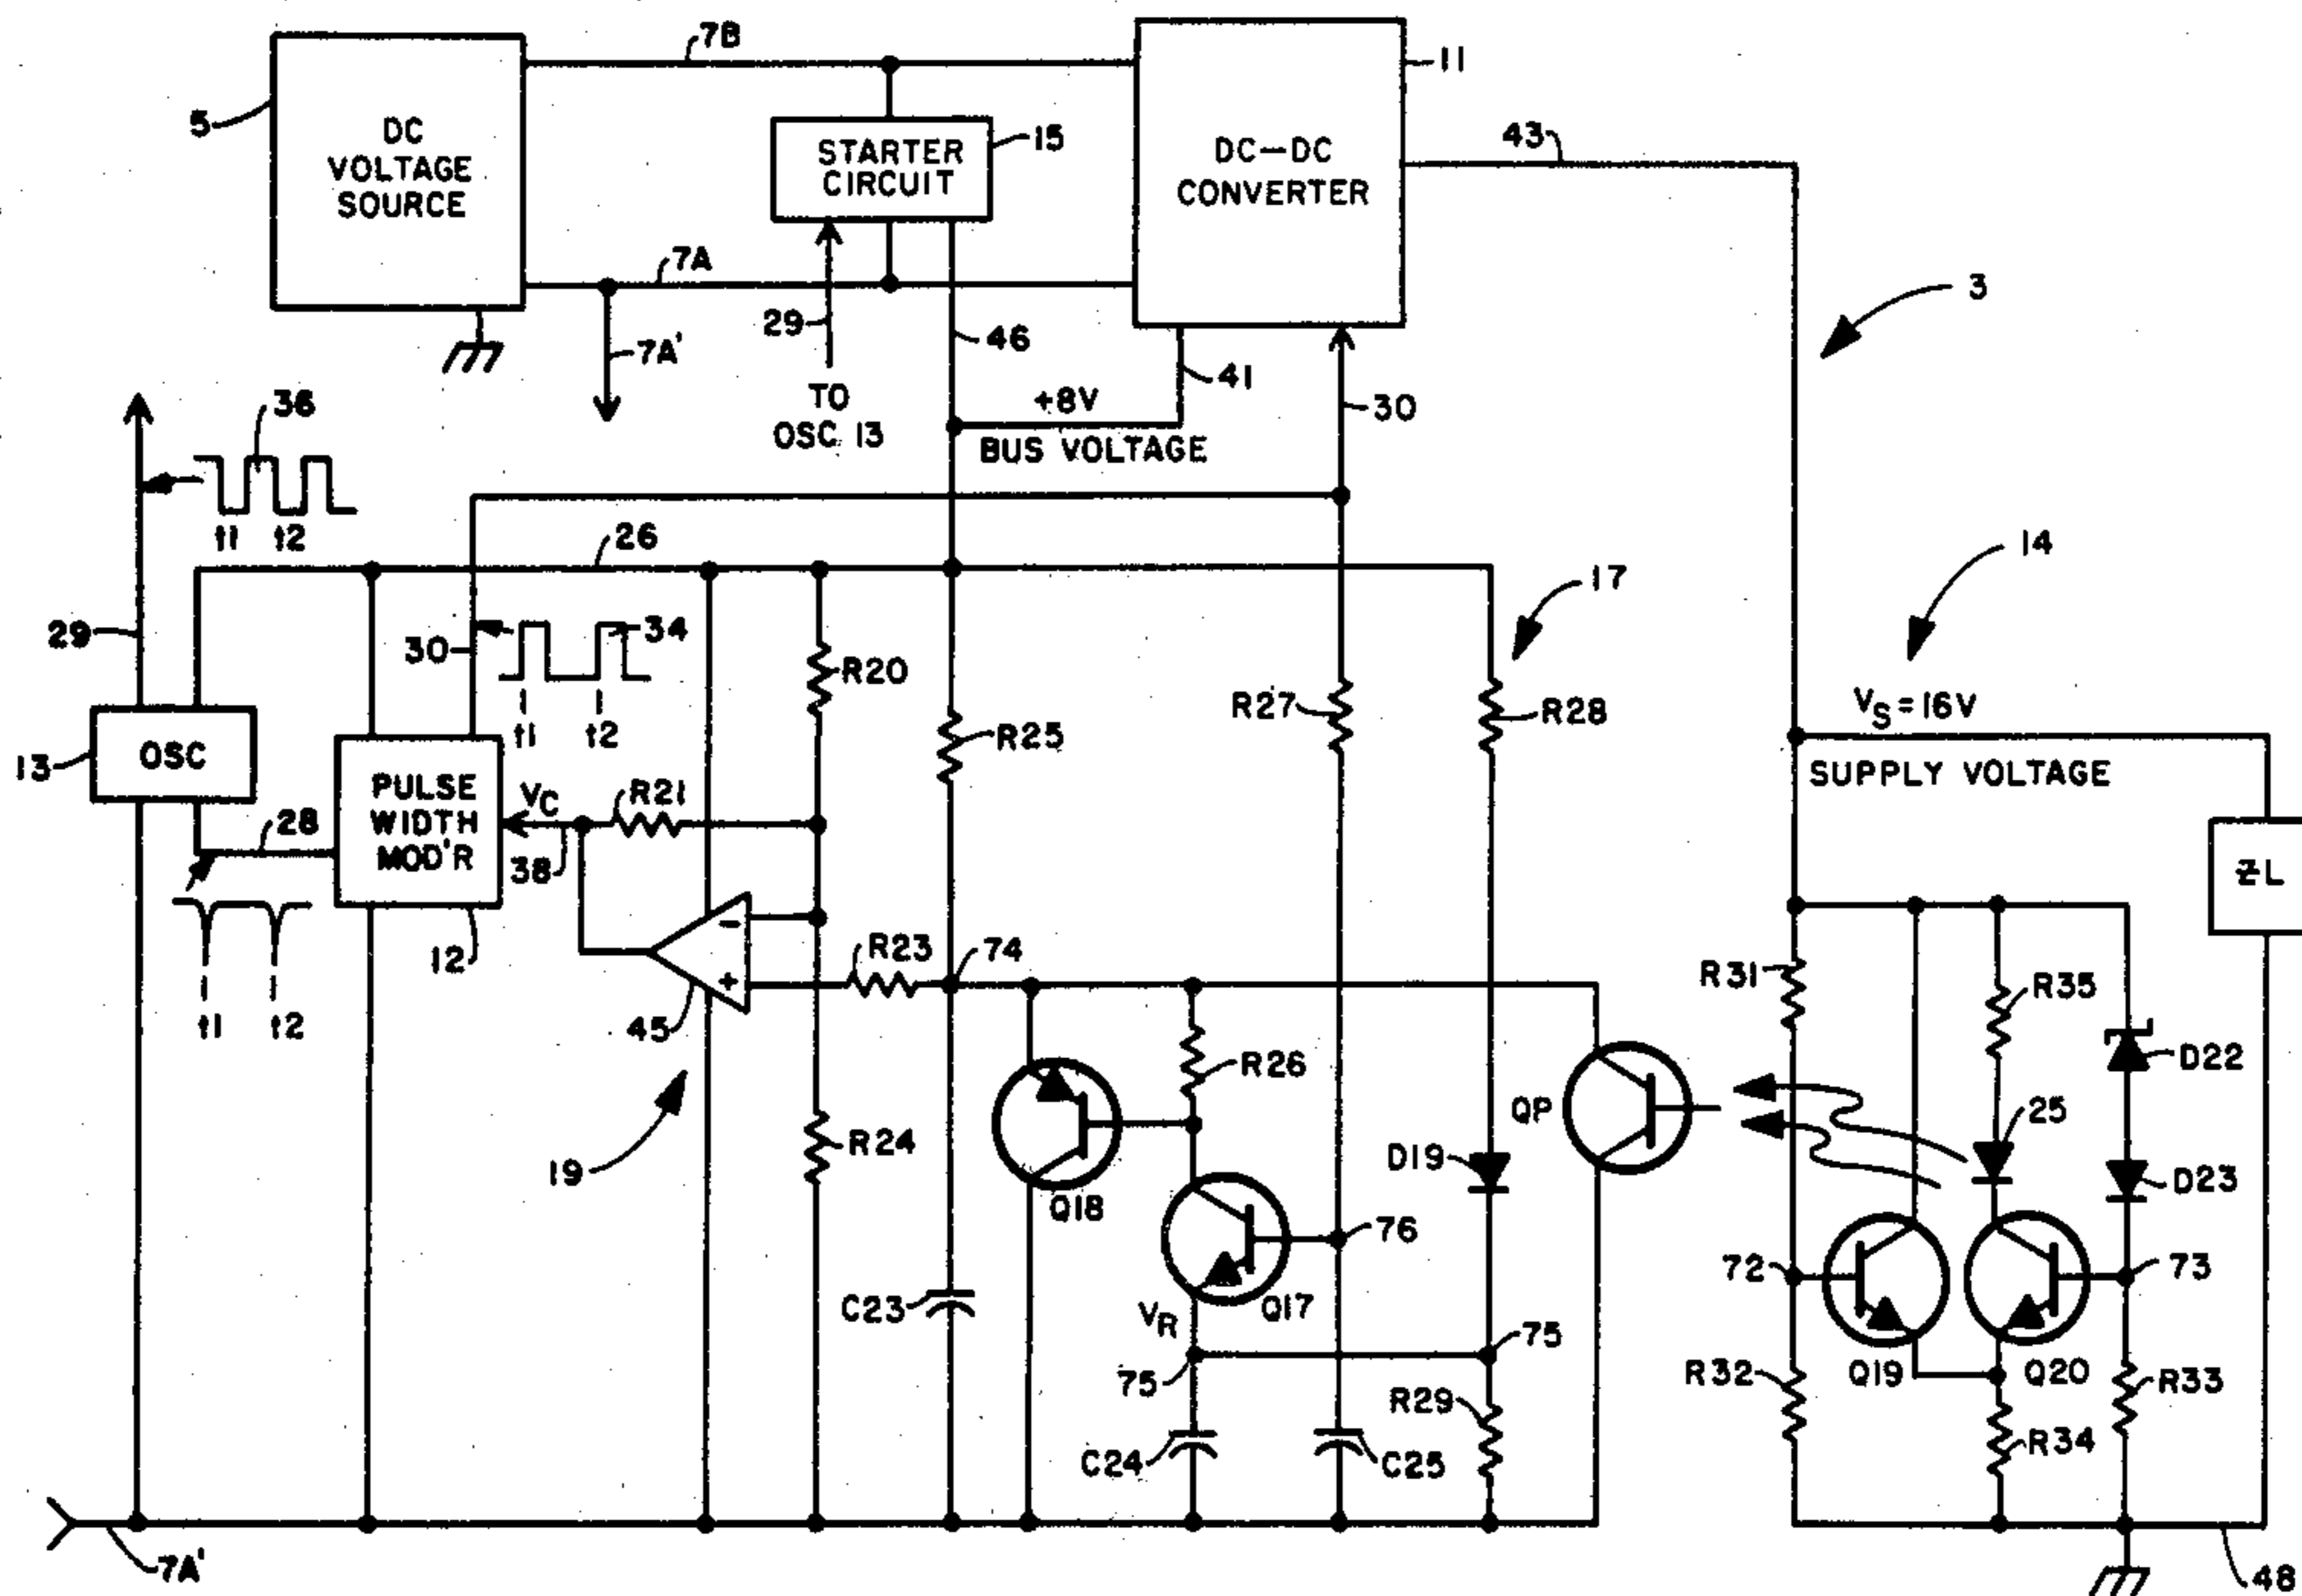 7B
11
5
DC
VOLTAGE
SOURCE
STARTER
CIRCUIT
15
DC-DC
CONVERTER
43
7A
3
29
46
7A'
41
TO
OSC 13
+8V
30
36
BUS VOLTAGE
t1 t2
26
14
17
29
30
34
R20
t1 t2
R27
R28
R25
VS = 16V
13
OSC
SUPPLY VOLTAGE
PULSE
WIDTH
MOD'R
VC
R21
28
38
ZL
12
R23
74
R31
R35
t1 t2
45
-
+
R26
D22
QP
25
R24
D19
D23
19
Q18
76
72
73
C23
VR
Q17
75
75
R32
Q19
Q20
R33
R29
C24
C25
R34
7A'
48